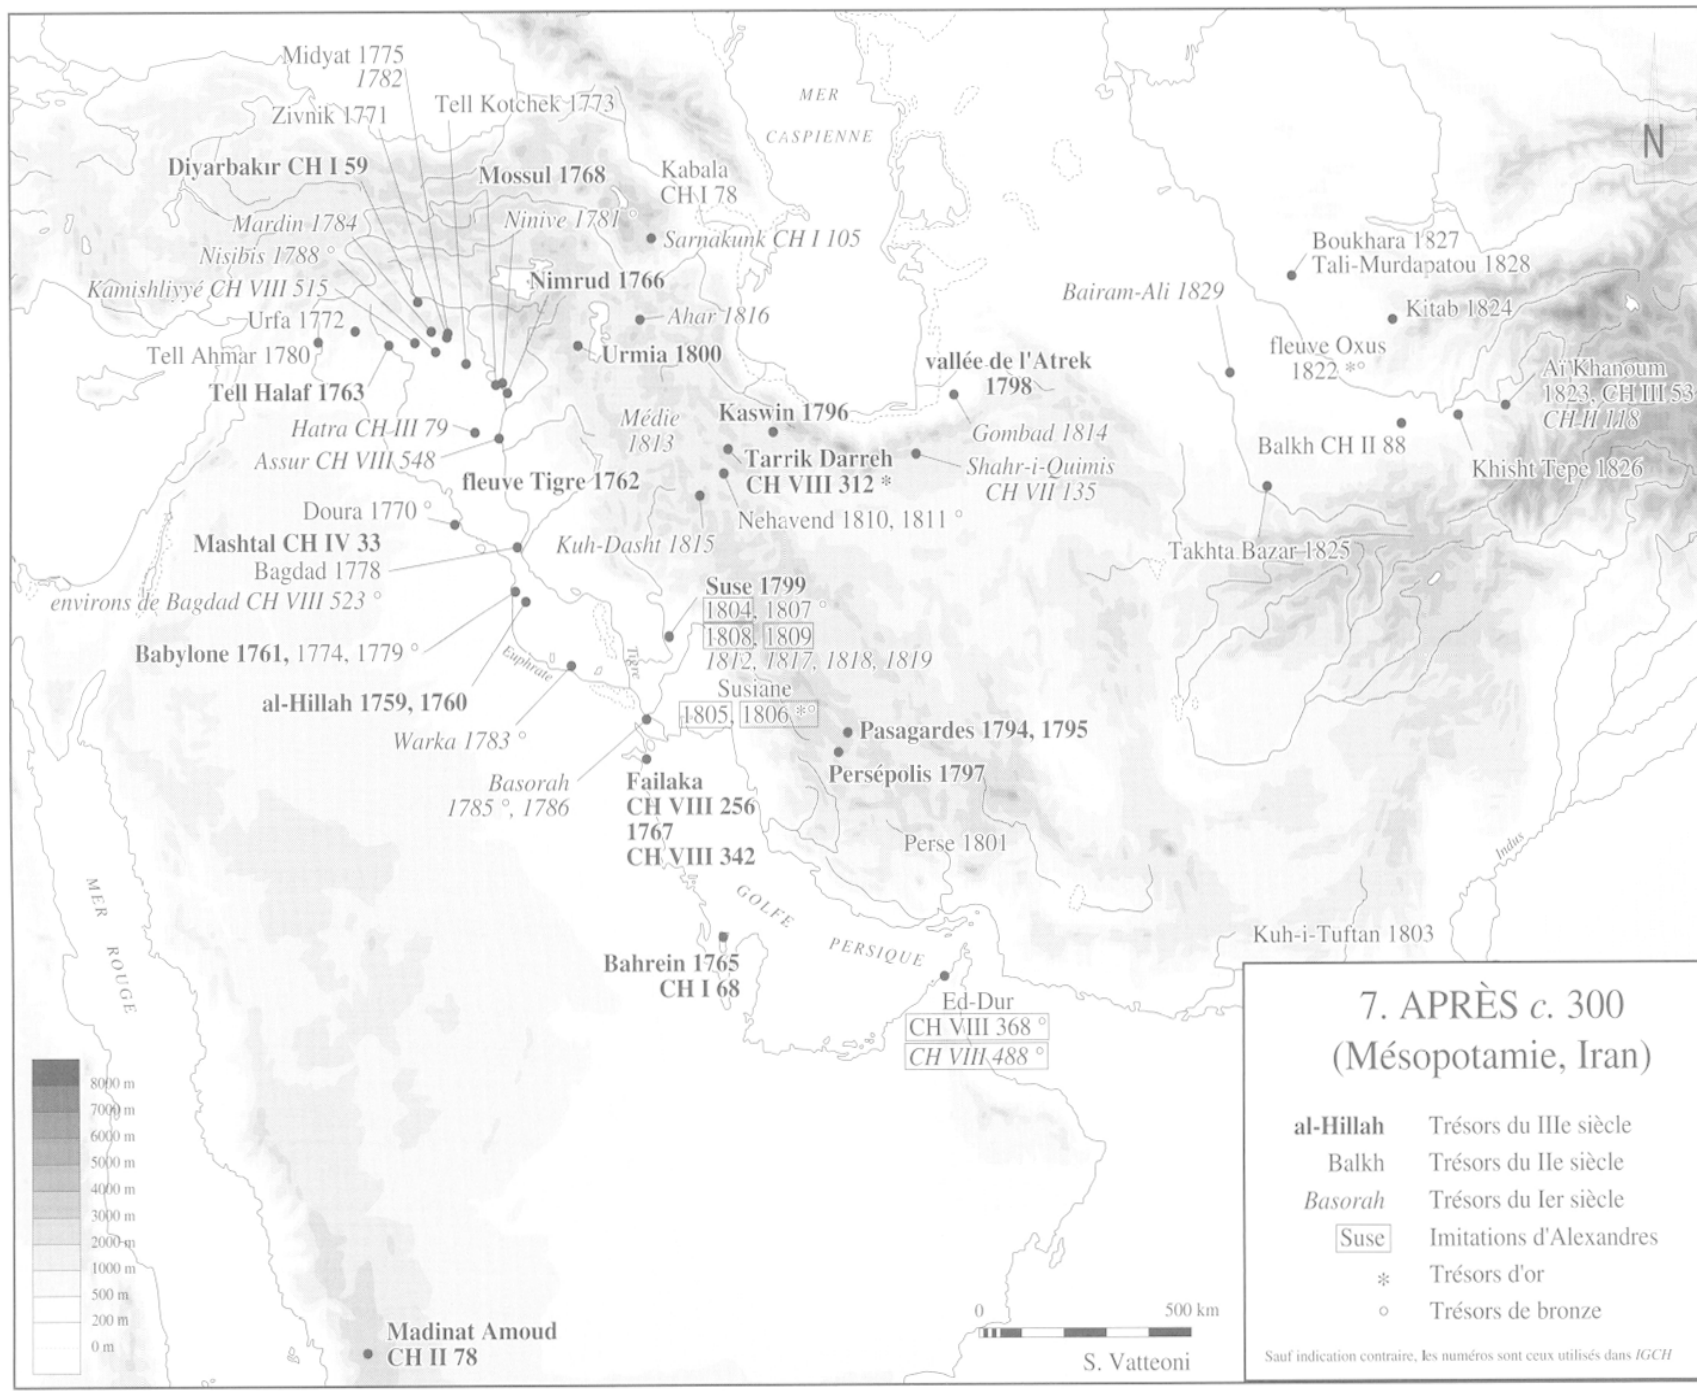 Midyat 1775
1782
Zivnik 1771
Tell Kotchek 1773
MER
CASPIENNE
N
Diyarbakır CH I 59
Mossul 1768
Kabala
CH I 78
Mardin 1784
Ninive 1781 °
Sarnakunk CH I 105
Nisibis 1788 °
Nimrud 1766
Kamishliyyé CH VIII 515
Urfa 1772
Ahar 1816
Tell Ahmar 1780
Urmia 1800
Tell Halaf 1763
Boukhara 1827
Tali-Murdapatou 1828
Bairam-Ali 1829
Kitab 1824
fleuve Oxus
1822 *°
vallée de l'Atrek
1798
Aï Khanoum
1823, CH III 53
CH II 118
Médie
1813
Kaswin 1796
Gombad 1814
Hatra CH III 79
Assur CH VIII 548
Tarrik Darreh
CH VIII 312 *
Shahr-i-Quimis
CH VII 135
Balkh CH II 88
Khisht Tepe 1826
fleuve Tigre 1762
Doura 1770 °
Nehavend 1810, 1811 °
Mashtal CH IV 33
Kuh-Dasht 1815
Takhta Bazar 1825
Bagdad 1778
environs de Bagdad CH VIII 523 °
Suse 1799
1804, 1807 °
1808, 1809
1812, 1817, 1818, 1819
Babylone 1761, 1774, 1779 °
Euphrate
Tigre
Susiane
1805, 1806 *°
al-Hillah 1759, 1760
Warka 1783 °
Pasagardes 1794, 1795
Persépolis 1797
Basorah
1785 °, 1786
Failaka
CH VIII 256
1767
CH VIII 342
Perse 1801
Indus
MER ROUGE
GOLFE
PERSIQUE
Kuh-i-Tuftan 1803
Bahrein 1765
CH I 68
Ed-Dur
CH VIII 368 °
CH VIII 488 °
7. APRÈS c. 300
(Mésopotamie, Iran)
al-Hillah Trésors du IIIe siècle
Balkh Trésors du IIe siècle
Basorah Trésors du Ier siècle
Suse Imitations d'Alexandres
* Trésors d'or
° Trésors de bronze
Sauf indication contraire, les numéros sont ceux utilisés dans IGCH
8000 m
7000 m
6000 m
5000 m
4000 m
3000 m
2000 m
1000 m
500 m
200 m
0 m
0 500 km
S. Vatteoni
Madinat Amoud
CH II 78